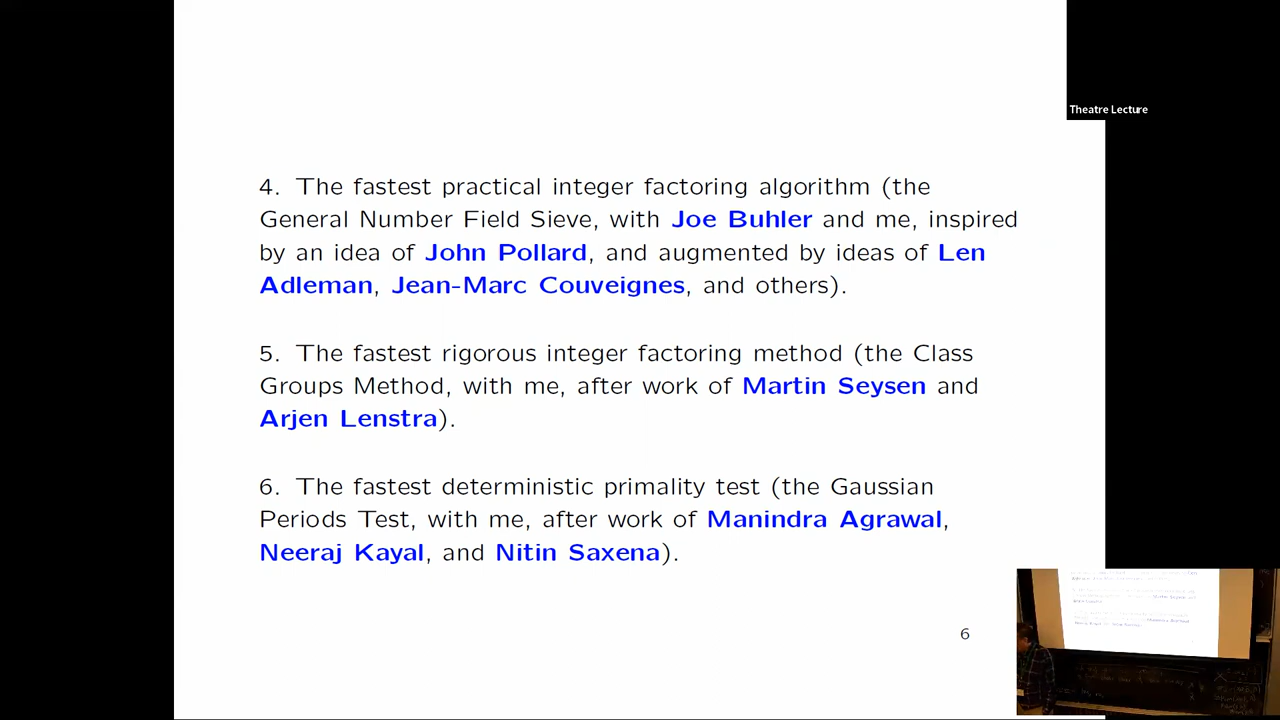 Theatre Lecture
4. The fastest practical integer factoring algorithm (the
General Number Field Sieve, with Joe Buhler and me, inspired
by an idea of John Pollard, and augmented by ideas of Len
Adleman, Jean-Marc Couveignes, and others).
5. The fastest rigorous integer factoring method (the Class
Groups Method, with me, after work of Martin Seysen and
Arjen Lenstra).
6. The fastest deterministic primality test (the Gaussian
Periods Test, with me, after work of Manindra Agrawal,
Neeraj Kayal, and Nitin Saxena).
6